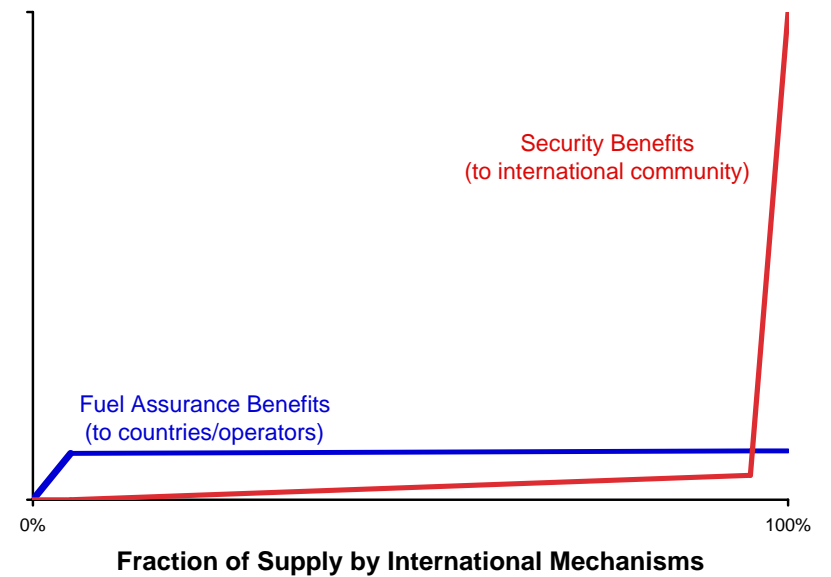 Security Benefits
(to international community)
Fuel Assurance Benefits
(to countries/operators)
0%
100%
Fraction of Supply by International Mechanisms